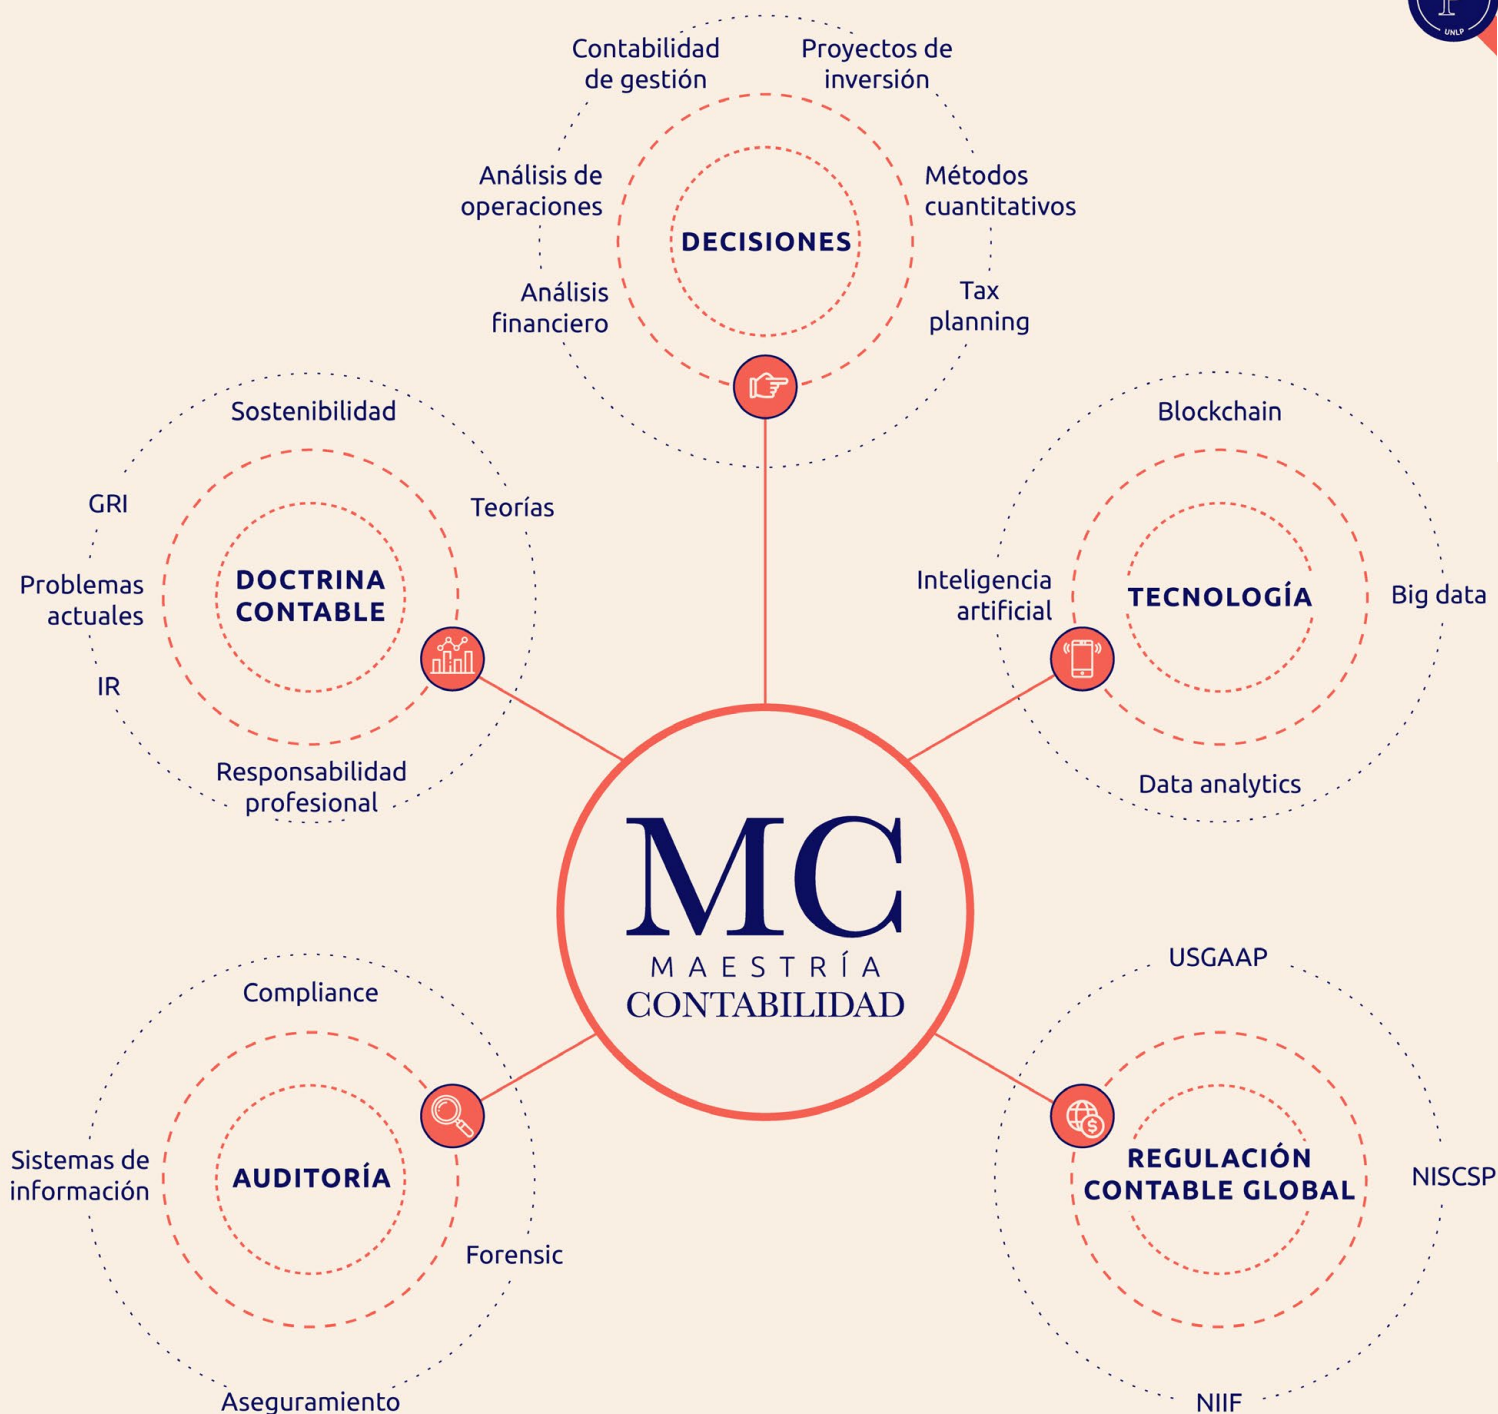 UNLP
Contabilidad
de gestión
Proyectos de
inversión
Análisis de
operaciones
Métodos
cuantitativos
DECISIONES
Análisis
financiero
Tax
planning
Sostenibilidad
GRI
Teorías
Problemas
actuales
DOCTRINA
CONTABLE
IR
Responsabilidad
profesional
Blockchain
Inteligencia
artificial
TECNOLOGÍA
Big data
Data analytics
MC
MAESTRÍA
CONTABILIDAD
Compliance
Sistemas de
información
AUDITORÍA
Forensic
Aseguramiento
USGAAP
REGULACIÓN
CONTABLE GLOBAL
NISCSP
NIIF